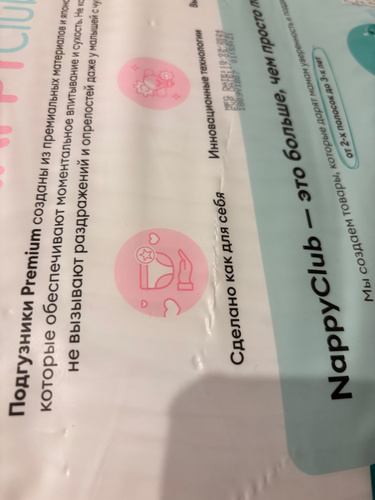 Подгузники Premium созданы из премиальных материалов и
которые обеспечивают моментальное впитывание и сухость. Не
не вызывают раздражений и опрелостей даже у малышей с
Сделано как для себя
Инновационные технологии
NappyClub — это больше, чем просто
Мы создаем товары, которые дарят мамам уверенность и
от 2-х полосок до 3-х лет